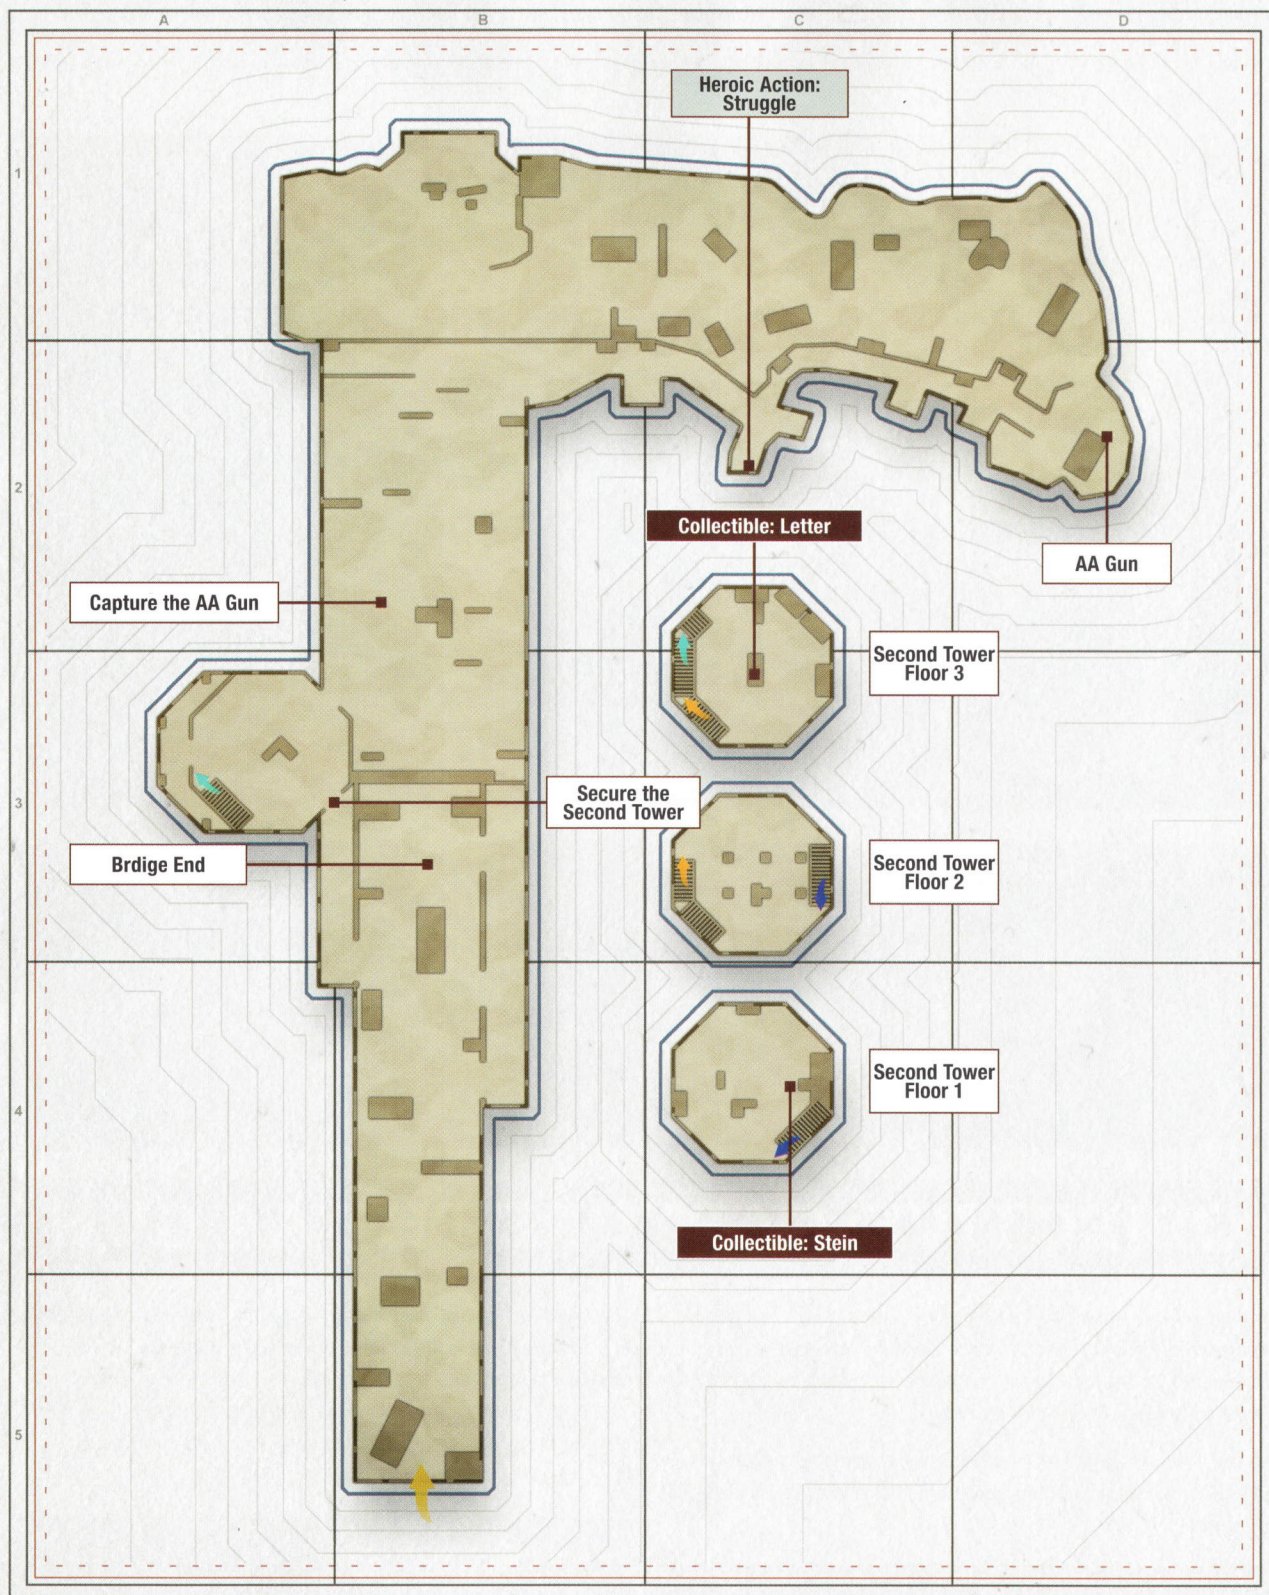 A B C D
Heroic Action:
Struggle
1
2
Collectible: Letter
AA Gun
Capture the AA Gun
Second Tower
Floor 3
3
Secure the
Second Tower
Brdige End
Second Tower
Floor 2
4
Second Tower
Floor 1
Collectible: Stein
5